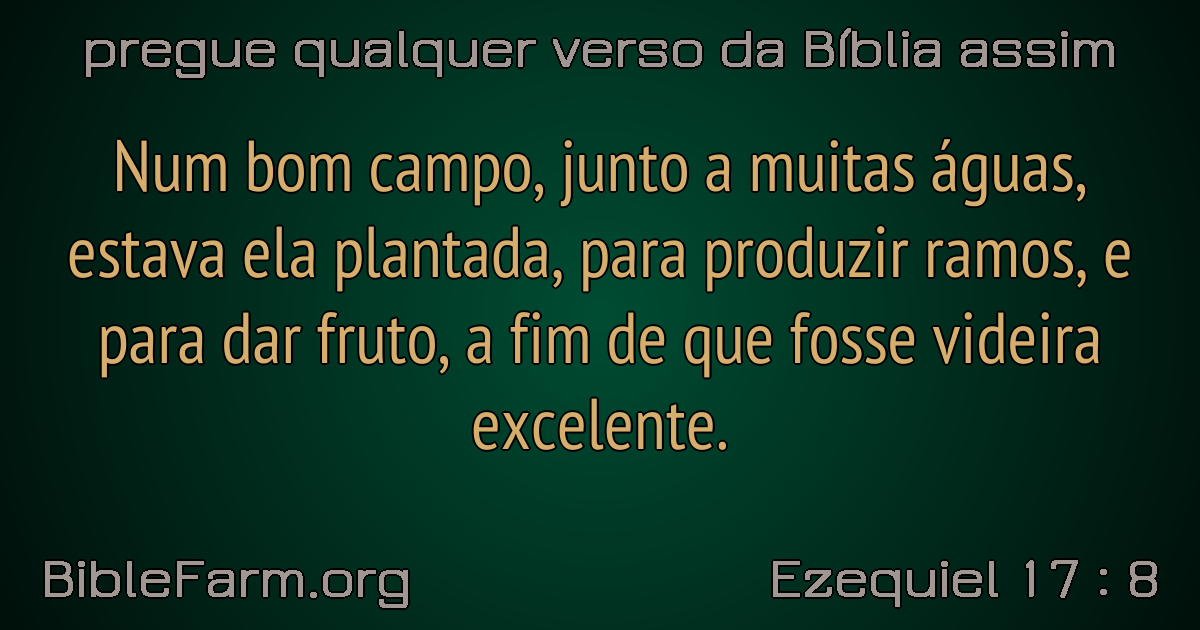 pregue qualquer verso da Bíblia assim
Num bom campo, junto a muitas águas,
estava ela plantada, para produzir ramos, e
para dar fruto, a fim de que fosse videira
excelente.
BibleFarm.org
Ezequiel 17 : 8